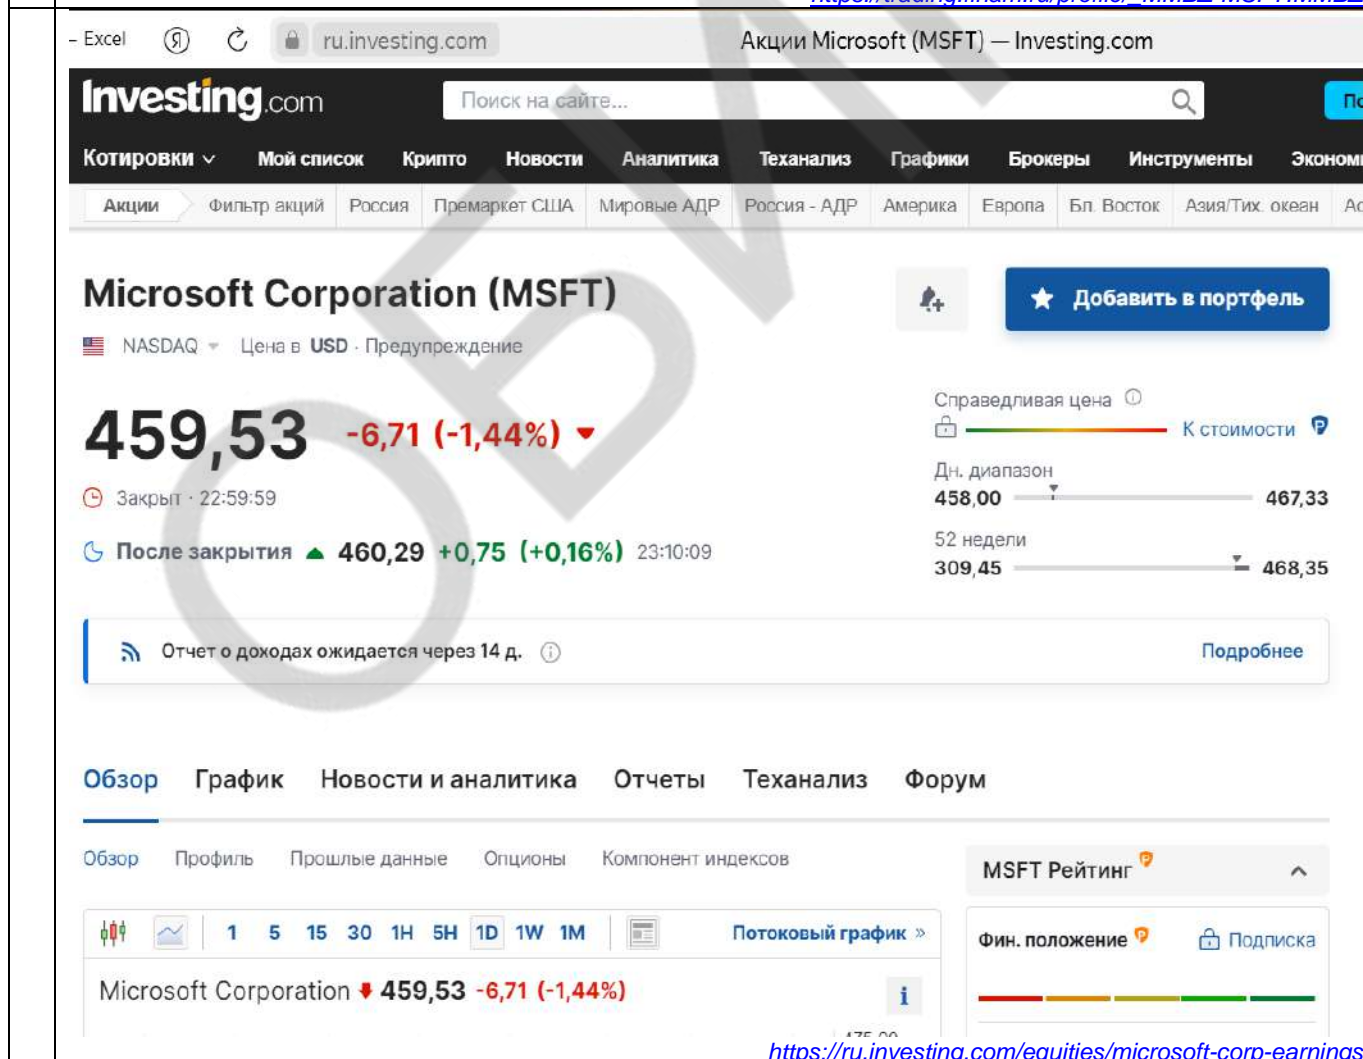 – Excel Я ru.investing.com Акции Microsoft (MSFT) — Investing.com
Investing.com Поиск на сайте...
Котировки Мой список Крипто Новости Аналитика Теханализ Графики Брокеры Инструменты
Акции Фильтр акций Россия Премаркет США Мировые АДР Россия - АДР Америка Европа Бл. Восток Азия/Тих. океан
Microsoft Corporation (MSFT)
Добавить в портфель
NASDAQ Цена в USD · Предупреждение
Справедливая цена
459,53 -6,71 (-1,44%)
К стоимости
Дн. диапазон
Закрыт · 22:59:59
458,00 467,33
52 недели
После закрытия 460,29 +0,75 (+0,16%) 23:10:09
309,45 468,35
Отчет о доходах ожидается через 14 д. Подробнее
Обзор График Новости и аналитика Отчеты Теханализ Форум
Обзор Профиль Прошлые данные Опционы Компонент индексов
MSFT Рейтинг
1 5 15 30 1H 5H 1D 1W 1M Потоковый график »
Фин. положение Подписка
Microsoft Corporation 459,53 -6,71 (-1,44%)
https://ru.investing.com/equities/microsoft-corp-earnings